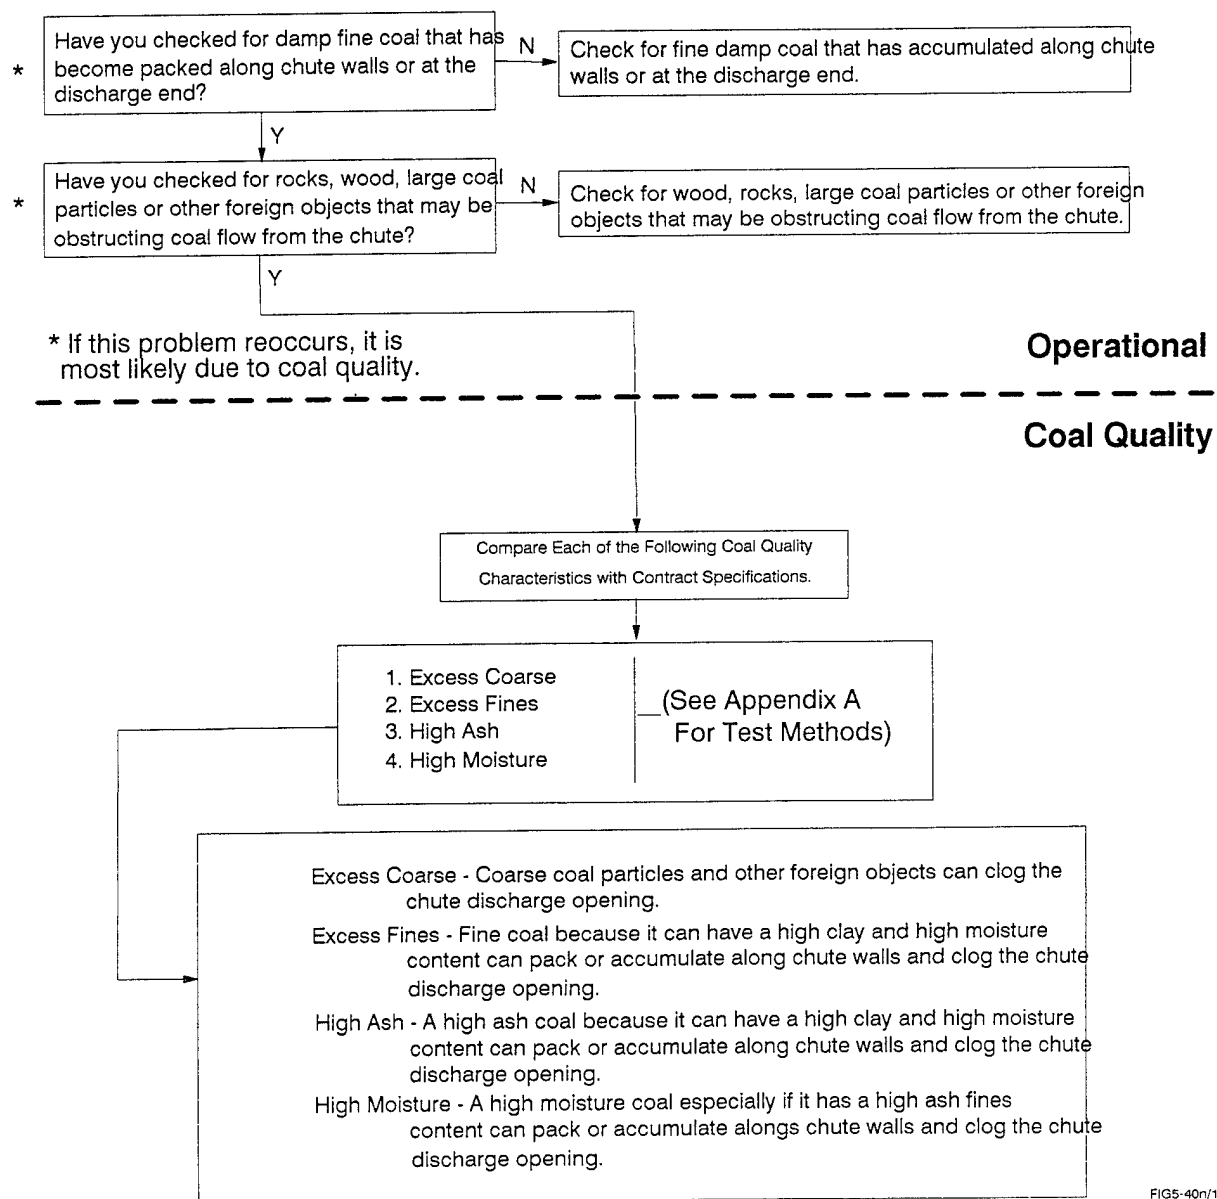 Have you checked for damp fine coal that has
* become packed along chute walls or at the
discharge end?
N
Check for fine damp coal that has accumulated along chute
walls or at the discharge end.
Y
Have you checked for rocks, wood, large coal
* particles or other foreign objects that may be
obstructing coal flow from the chute?
N
Check for wood, rocks, large coal particles or other foreign
objects that may be obstructing coal flow from the chute.
Y
* If this problem reoccurs, it is
most likely due to coal quality.
Operational
Coal Quality
Compare Each of the Following Coal Quality
Characteristics with Contract Specifications.
1. Excess Coarse
2. Excess Fines
3. High Ash
4. High Moisture
(See Appendix A
For Test Methods)
Excess Coarse - Coarse coal particles and other foreign objects can clog the
chute discharge opening.
Excess Fines - Fine coal because it can have a high clay and high moisture
content can pack or accumulate along chute walls and clog the chute
discharge opening.
High Ash - A high ash coal because it can have a high clay and high moisture
content can pack or accumulate along chute walls and clog the chute
discharge opening.
High Moisture - A high moisture coal especially if it has a high ash fines
content can pack or accumulate alongs chute walls and clog the chute
discharge opening.
FIG5-40n/1